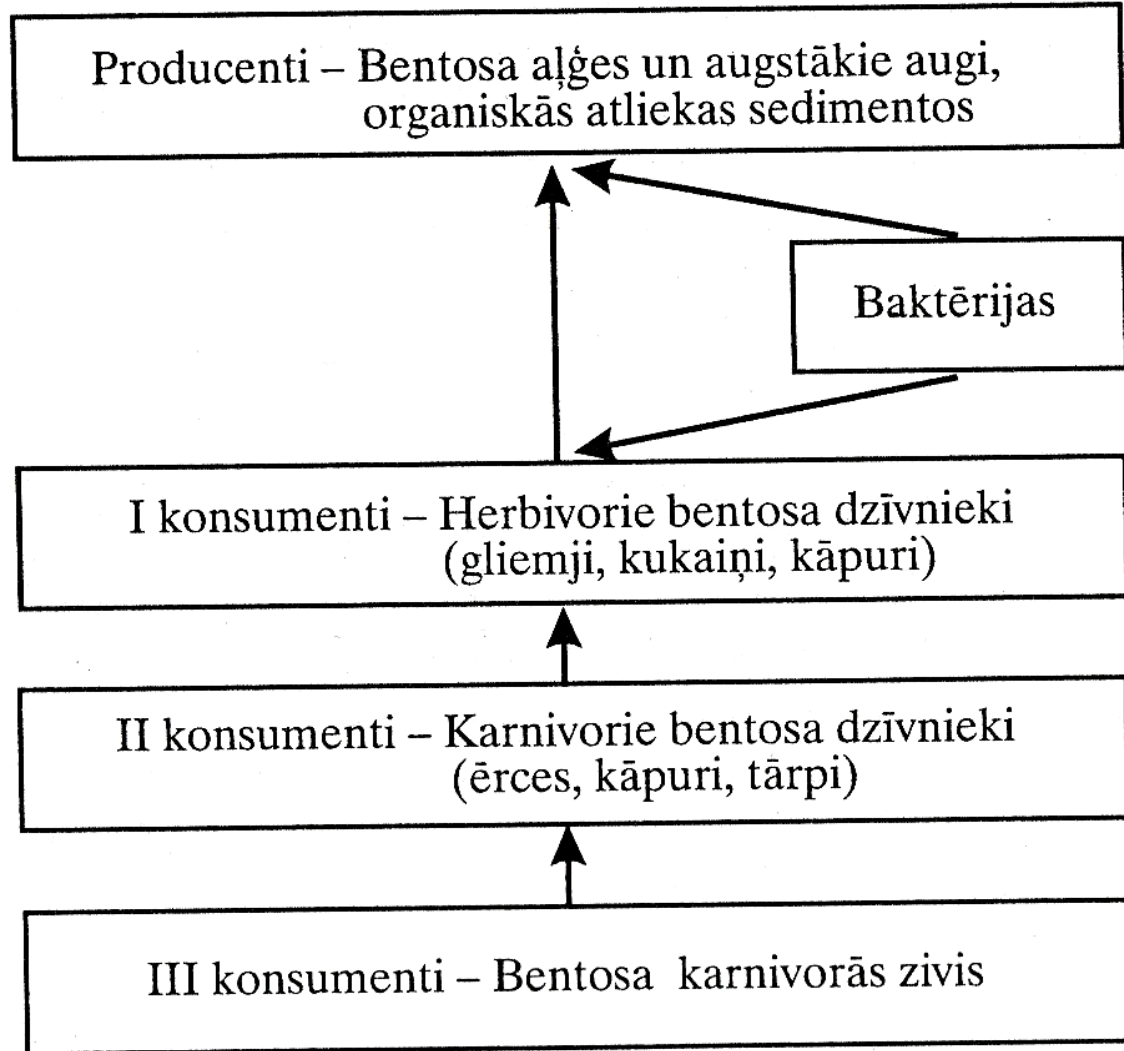 Producenti – Bentosa aļģes un augstākie augi,
organiskās atliekas sedimentos
Baktērijas
I konsumenti – Herbivorie bentosa dzīvnieki
(gliemji, kukaiņi, kāpuri)
II konsumenti – Karnivorie bentosa dzīvnieki
(ērces, kāpuri, tārpi)
III konsumenti – Bentosa karnivorās zivis